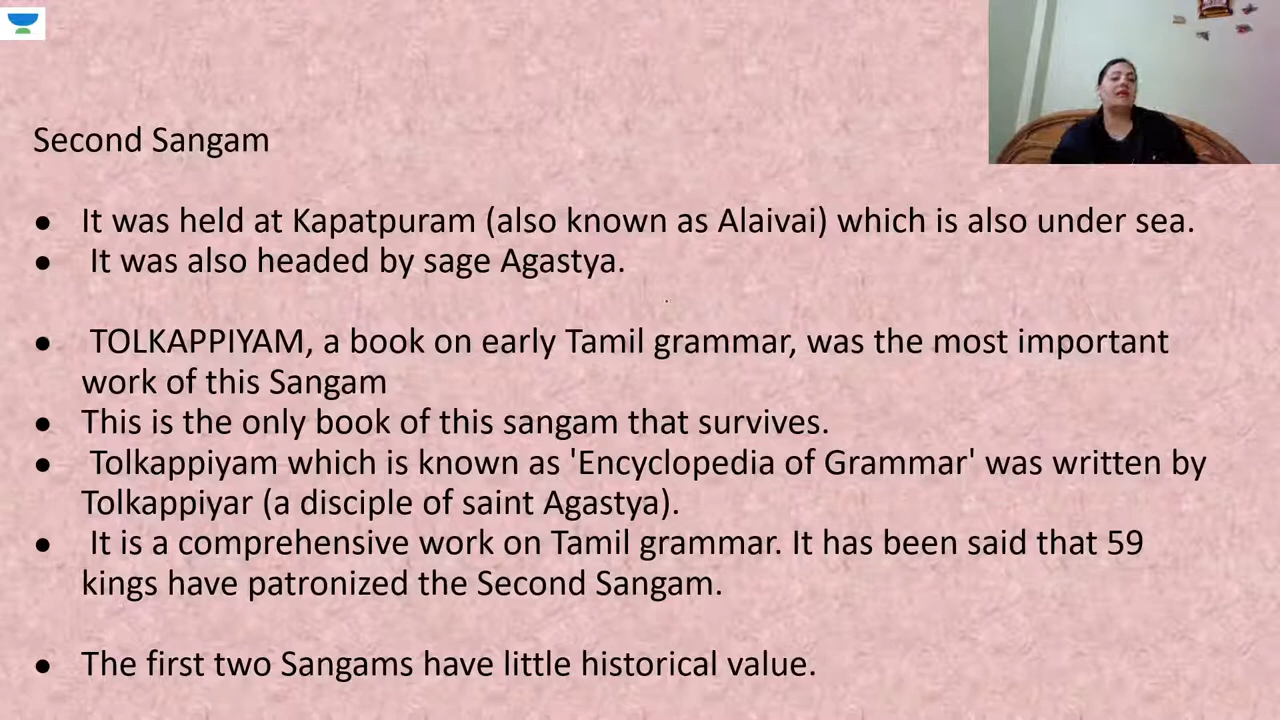 Second Sangam
● It was held at Kapatpuram (also known as Alaivai) which is also under sea.
● It was also headed by sage Agastya.
● TOLKAPPIYAM, a book on early Tamil grammar, was the most important
work of this Sangam
● This is the only book of this sangam that survives.
● Tolkappiyam which is known as 'Encyclopedia of Grammar' was written by
Tolkappiyar (a disciple of saint Agastya).
● It is a comprehensive work on Tamil grammar. It has been said that 59
kings have patronized the Second Sangam.
● The first two Sangams have little historical value.